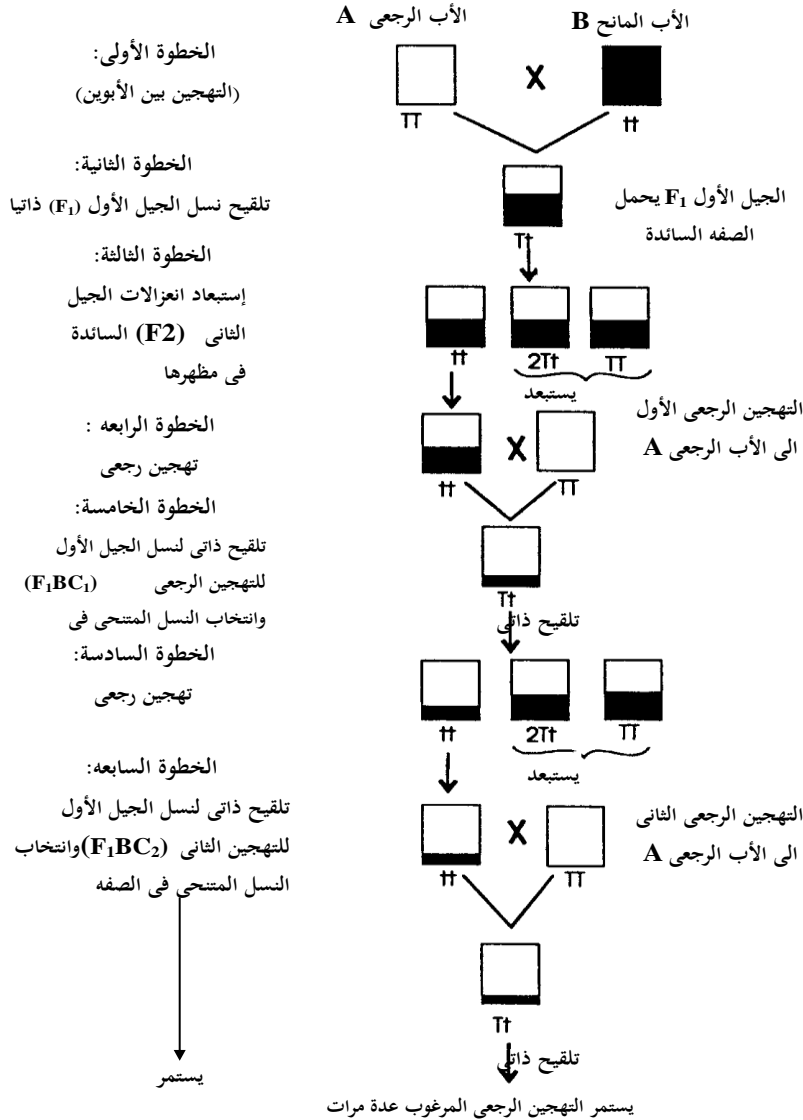 الأب المانح B
الأب الرجعى A
X
TT
tt
الخطوة الأولى:
(التهجين بين الأبوين)
الخطوة الثانية:
تلقيح نسل الجيل الأول (F₁) ذاتيا
الجيل الأول F₁ يحمل
الصفه السائدة
Tt
الخطوة الثالثة:
إستبعاد انعزالات الجيل
الثانى (F2) السائدة
فى مظهرها
tt
2Tt
TT
يستبعد
التهجين الرجعى الأول
الى الأب الرجعى A
X
tt
TT
الخطوة الرابعه :
تهجين رجعى
الخطوة الخامسة:
تلقيح ذاتى لنسل الجيل الأول
للتهجين الرجعى (F₁BC₁)
وانتخاب النسل المتنحى فى
Tt
تلقيح ذاتى
الخطوة السادسة:
تهجين رجعى
tt
2Tt
TT
يستبعد
الخطوة السابعه:
تلقيح ذاتى لنسل الجيل الأول
للتهجين الثانى (F₁BC₂)وانتخاب
النسل المتنحى فى الصفه
التهجين الرجعى الثانى
الى الأب الرجعى A
X
tt
TT
Tt
تلقيح ذاتى
يستمر
يستمر التهجين الرجعى المرغوب عدة مرات